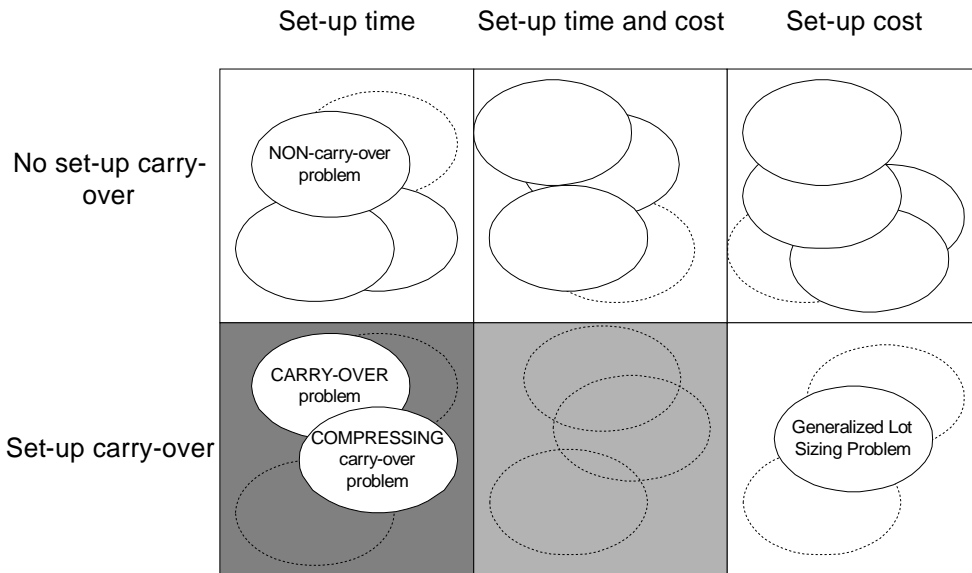 Set-up time
Set-up time and cost
Set-up cost
No set-up carry-
over
NON-carry-over
problem
Set-up carry-over
CARRY-OVER
problem
COMPRESSING
carry-over
problem
Generalized Lot
Sizing Problem